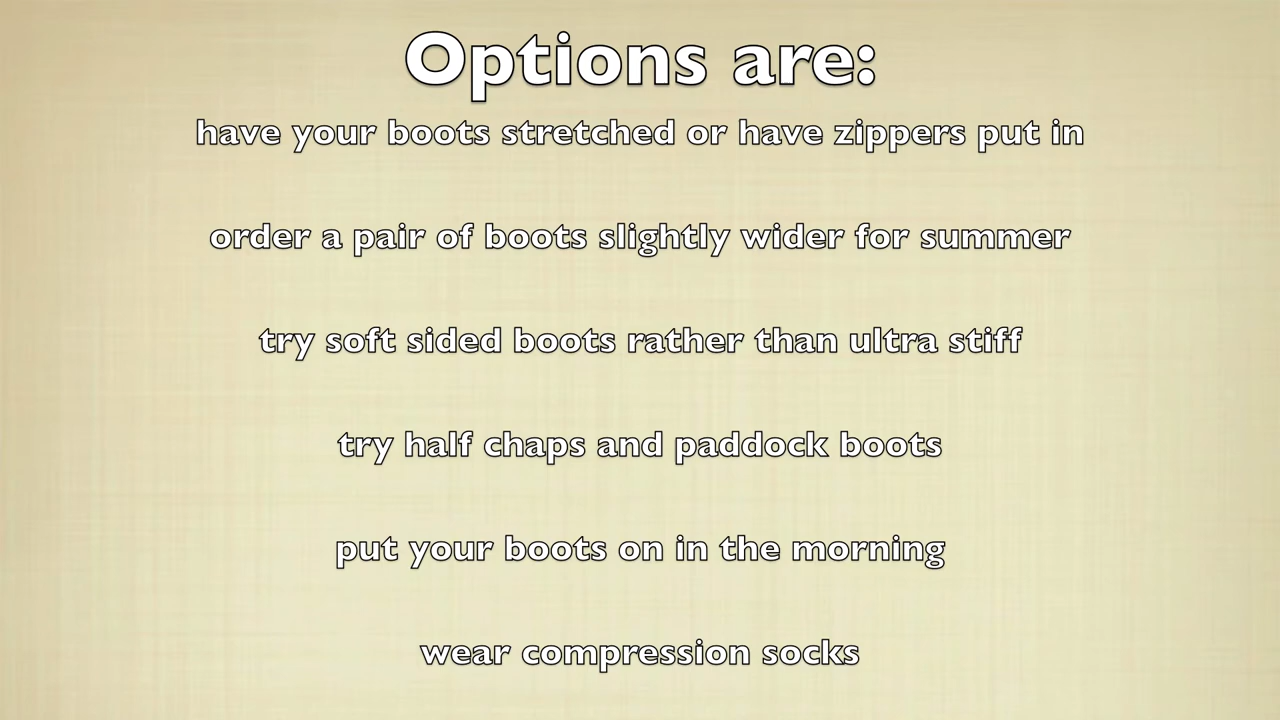 Options are:
have your boots stretched or have zippers put in
order a pair of boots slightly wider for summer
try soft sided boots rather than ultra stiff
try half chaps and paddock boots
put your boots on in the morning
wear compression socks